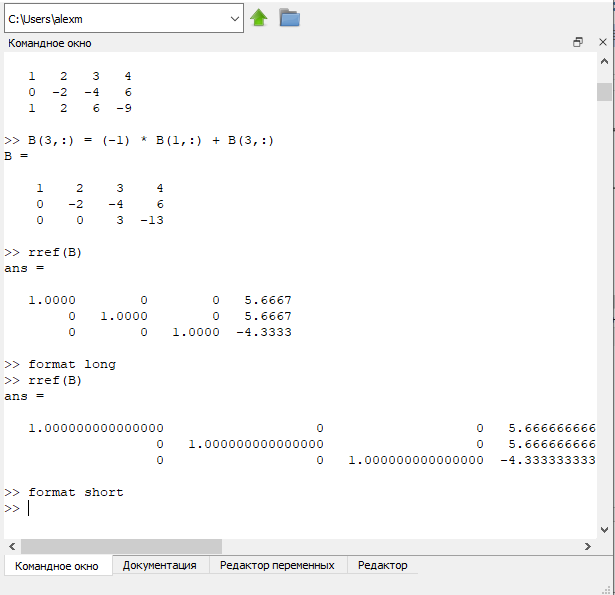 C:\Users\alexm
Командное окно
1 2 3 4
0 -2 -4 6
1 2 6 -9
>> B(3,:) = (-1) * B(1,:) + B(3,:)
B =
1 2 3 4
0 -2 -4 6
0 0 3 -13
>> rref(B)
ans =
1.0000 0 0 5.6667
0 1.0000 0 5.6667
0 0 1.0000 -4.3333
>> format long
>> rref(B)
ans =
1.000000000000000 0 0 5.666666666
0 1.000000000000000 0 5.666666666
0 0 1.000000000000000 -4.333333333
>> format short
>>
Командное окно Документация Редактор переменных Редактор